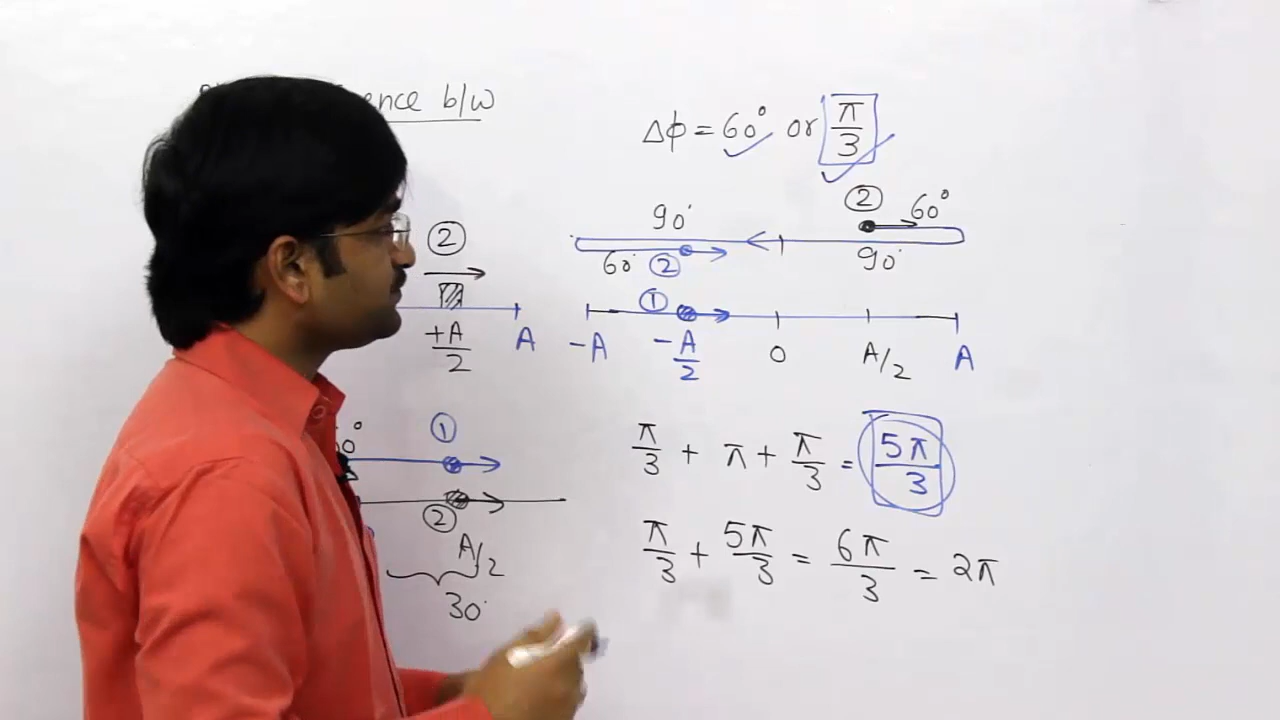 ence b/w
Δφ = 60° or π/3
② 60°
90°
90°
60° ②
②
①
+A/2 A
-A -A/2 0 A/2 A
0° ①
②
A/2
30°
π/3 + π + π/3 = 5π/3
π/3 + 5π/3 = 6π/3 = 2π